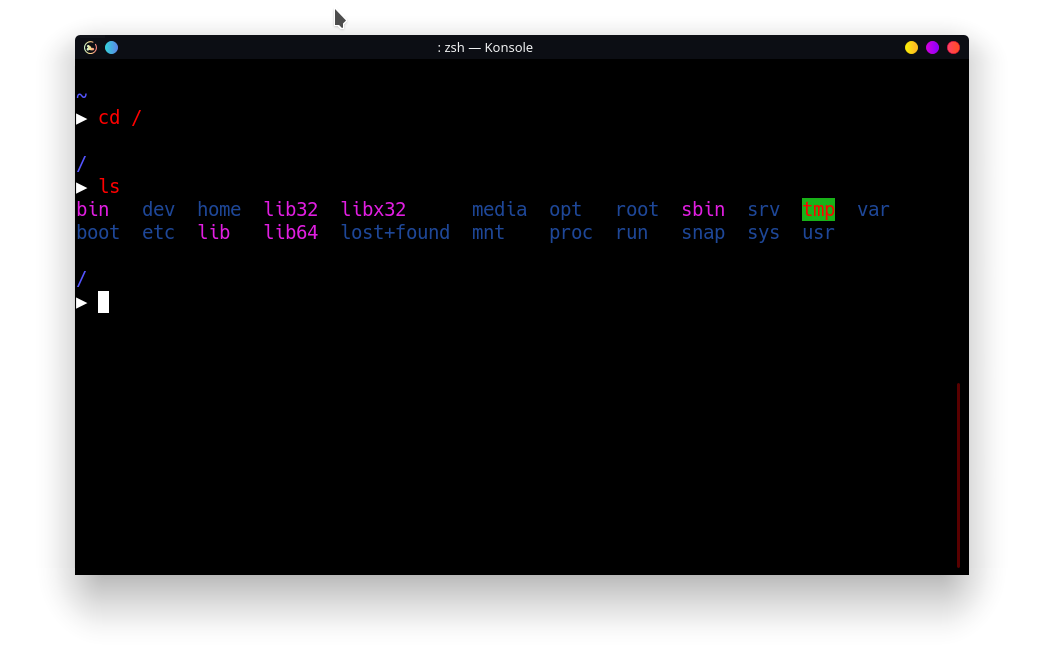 : zsh — Konsole
~
▶ cd /
/
▶ ls
bin   dev  home  lib32  libx32      media  opt   root  sbin  srv  tmp  var
boot  etc  lib   lib64  lost+found  mnt    proc  run   snap  sys  usr
/
▶